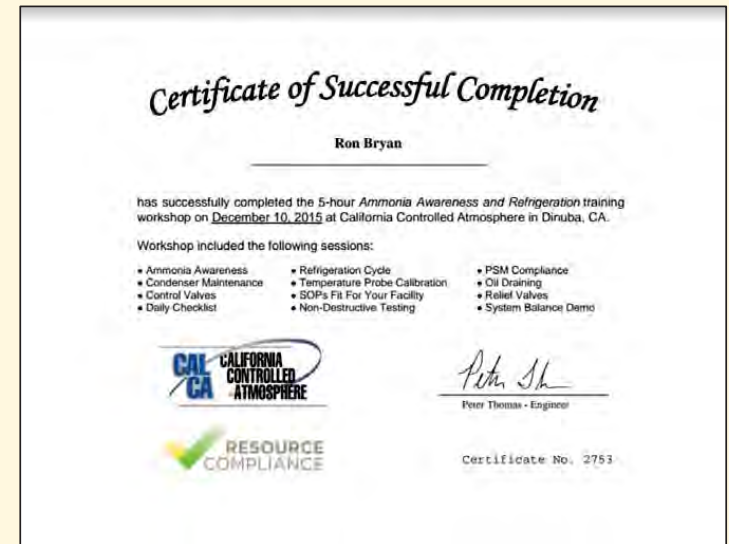 Certificate of Successful Completion
Ron Bryan
has successfully completed the 5-hour Ammonia Awareness and Refrigeration training
workshop on December 10, 2015 at California Controlled Atmosphere in Dinuba, CA.
Workshop included the following sessions:
• Ammonia Awareness
• Condenser Maintenance
• Control Valves
• Daily Checklist
• Refrigeration Cycle
• Temperature Probe Calibration
• SOPs Fit For Your Facility
• Non-Destructive Testing
• PSM Compliance
• Oil Draining
• Relief Valves
• System Balance Demo
CAL CALIFORNIA
CONTROLLED
CA ATMOSPHERE
Peter Thomas - Engineer
RESOURCE
COMPLIANCE
Certificate No. 2753